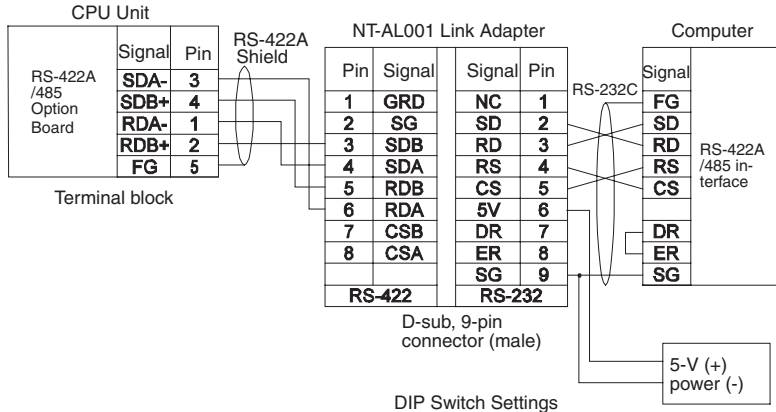 CPU Unit
RS-422A
/485
Option
Board
Signal Pin
SDA- 3
SDB+ 4
RDA- 1
RDB+ 2
FG 5
Terminal block
RS-422A
Shield
NT-AL001 Link Adapter
Pin Signal
1 GRD
2 SG
3 SDB
4 SDA
5 RDB
6 RDA
7 CSB
8 CSA
RS-422
Signal Pin
NC 1
SD 2
RD 3
RS 4
CS 5
5V 6
DR 7
ER 8
SG 9
RS-232
D-sub, 9-pin
connector (male)
RS-232C
Computer
Signal
FG
SD
RD
RS
CS
DR
ER
SG
RS-422A
/485 in-
terface
5-V (+)
power (-)
DIP Switch Settings